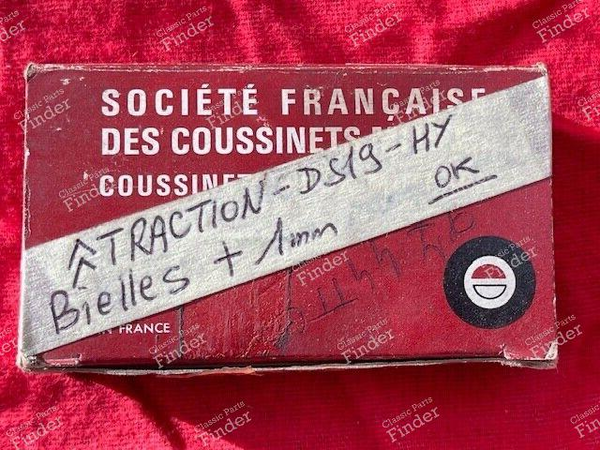 SOCIÉTÉ FRANÇAISE
DES COUSSINETS
COUSSINET
TRACTION - DS19 - HY
Bielles + 1mm OK
FRANCE
Classic Parts Finder